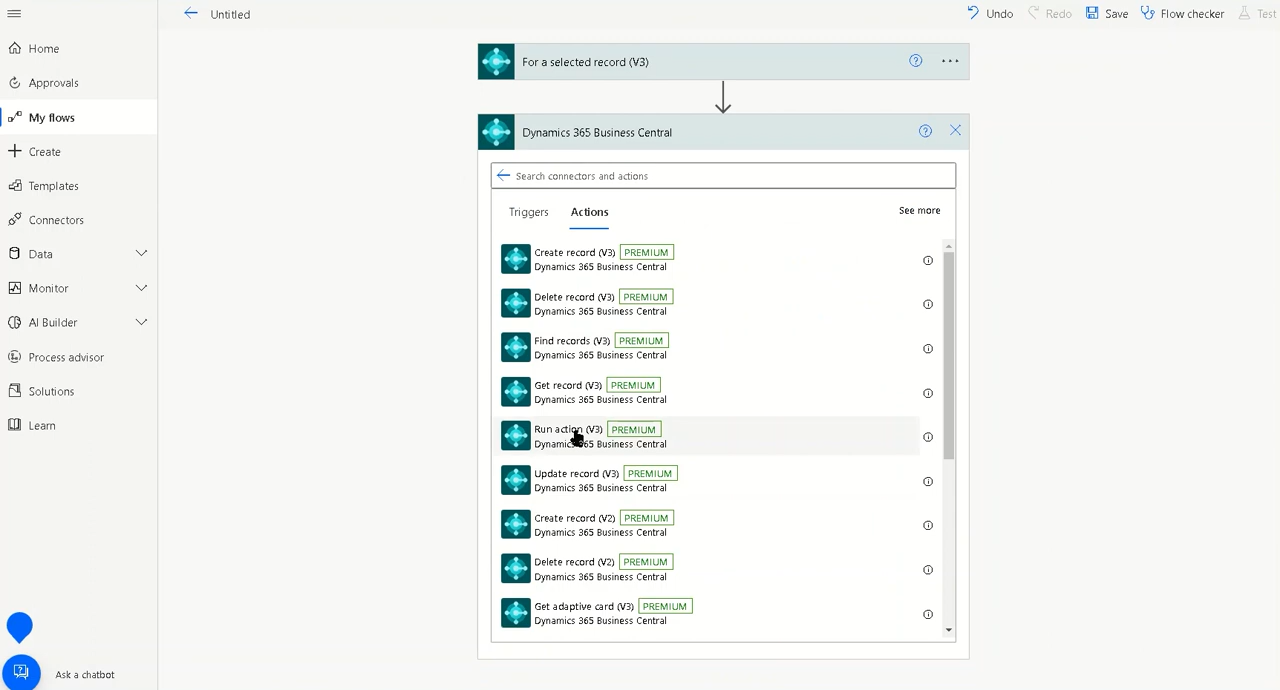 Untitled
Undo
Redo
Save
Flow checker
Test
Home
Approvals
My flows
Create
Templates
Connectors
Data
Monitor
AI Builder
Process advisor
Solutions
Learn
Ask a chatbot
For a selected record (V3)
Dynamics 365 Business Central
Search connectors and actions
Triggers
Actions
See more
Create record (V3) PREMIUM
Dynamics 365 Business Central
Delete record (V3) PREMIUM
Dynamics 365 Business Central
Find records (V3) PREMIUM
Dynamics 365 Business Central
Get record (V3) PREMIUM
Dynamics 365 Business Central
Run action (V3) PREMIUM
Dynamics 365 Business Central
Update record (V3) PREMIUM
Dynamics 365 Business Central
Create record (V2) PREMIUM
Dynamics 365 Business Central
Delete record (V2) PREMIUM
Dynamics 365 Business Central
Get adaptive card (V3) PREMIUM
Dynamics 365 Business Central